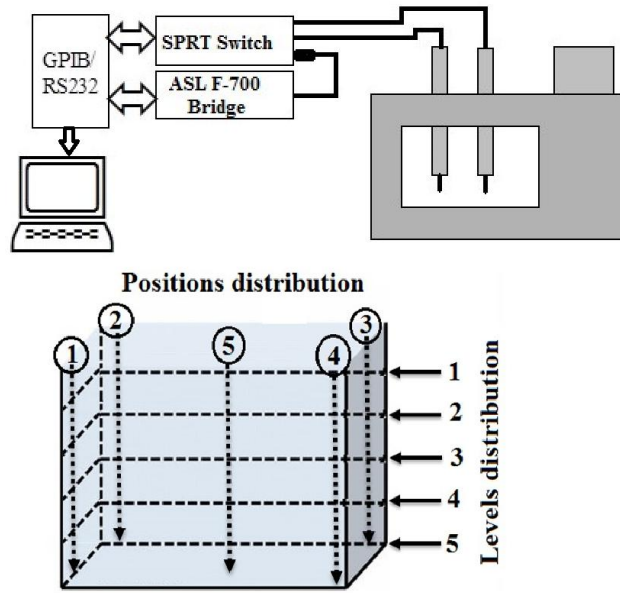 GPIB/
RS232
SPRT Switch
ASL F-700
Bridge
Positions distribution
1
2
3
4
5
1
2
3
4
5
Levels distribution